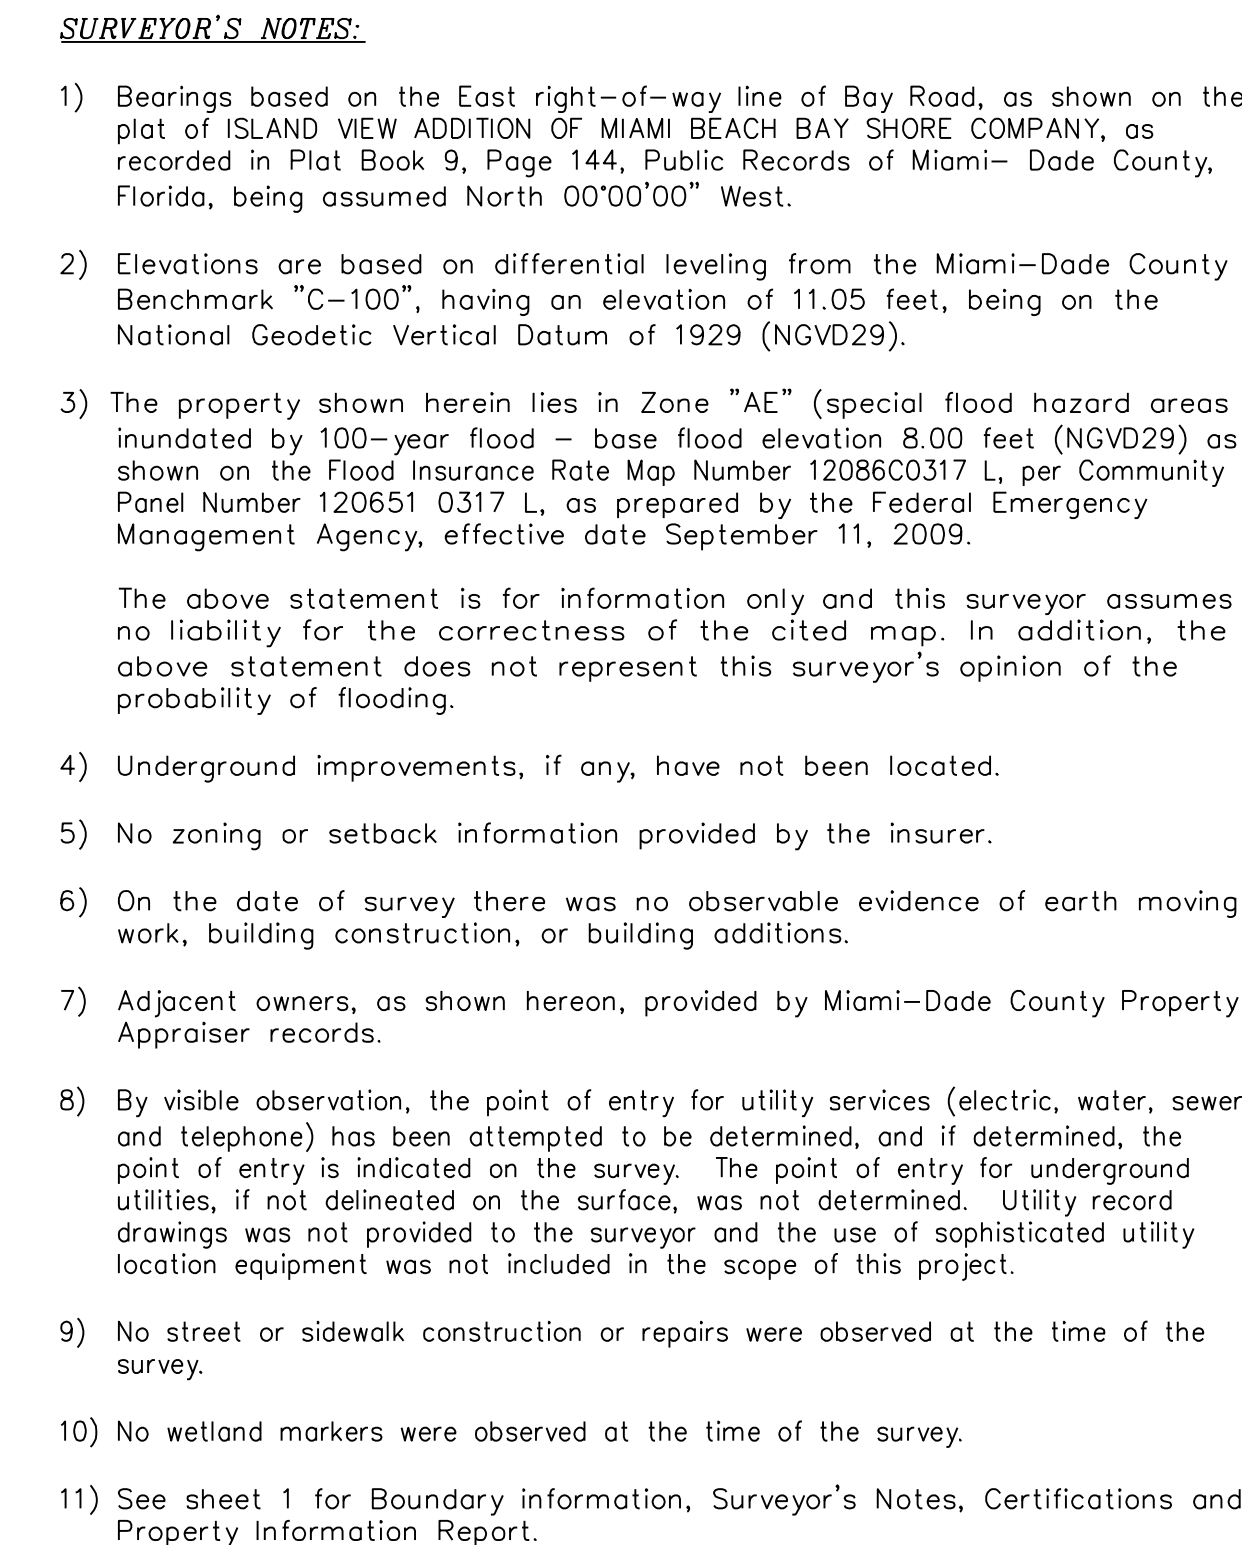 SURVEYOR'S NOTES:
1) Bearings based on the East right-of-way line of Bay Road, as shown on the
plat of ISLAND VIEW ADDITION OF MIAMI BEACH BAY SHORE COMPANY, as
recorded in Plat Book 9, Page 144, Public Records of Miami- Dade County,
Florida, being assumed North 00°00'00" West.
2) Elevations are based on differential leveling from the Miami-Dade County
Benchmark "C-100", having an elevation of 11.05 feet, being on the
National Geodetic Vertical Datum of 1929 (NGVD29).
3) The property shown herein lies in Zone "AE" (special flood hazard areas
inundated by 100-year flood - base flood elevation 8.00 feet (NGVD29) as
shown on the Flood Insurance Rate Map Number 12086C0317 L, per Community
Panel Number 120651 0317 L, as prepared by the Federal Emergency
Management Agency, effective date September 11, 2009.
The above statement is for information only and this surveyor assumes
no liability for the correctness of the cited map. In addition, the
above statement does not represent this surveyor's opinion of the
probability of flooding.
4) Underground improvements, if any, have not been located.
5) No zoning or setback information provided by the insurer.
6) On the date of survey there was no observable evidence of earth moving
work, building construction, or building additions.
7) Adjacent owners, as shown hereon, provided by Miami-Dade County Property
Appraiser records.
8) By visible observation, the point of entry for utility services (electric, water, sewer
and telephone) has been attempted to be determined, and if determined, the
point of entry is indicated on the survey. The point of entry for underground
utilities, if not delineated on the surface, was not determined. Utility record
drawings was not provided to the surveyor and the use of sophisticated utility
location equipment was not included in the scope of this project.
9) No street or sidewalk construction or repairs were observed at the time of the
survey.
10) No wetland markers were observed at the time of the survey.
11) See sheet 1 for Boundary information, Surveyor's Notes, Certifications and
Property Information Report.